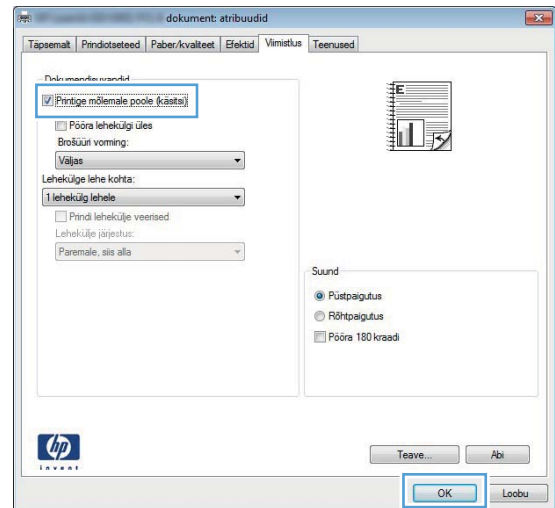 dokument: atribuudid
Täpsemalt Prindiotseteed Paber/kvaliteet Efektid Viimistlus Teenused
Dokumendisuvandid
Printige mõlemale poole (käsitsi)
Pööra lehekülgi üles
Brošüüri vorming:
Väljas
Lehekülge lehe kohta:
1 lehekülg lehele
Prindi lehekülje veerised
Lehekülje järjestus:
Paremale, siis alla
E
Suund
Püstpaigutus
Rõhtpaigutus
Pööra 180 kraadi
hp
invent
Teave...
Abi
OK
Loobu